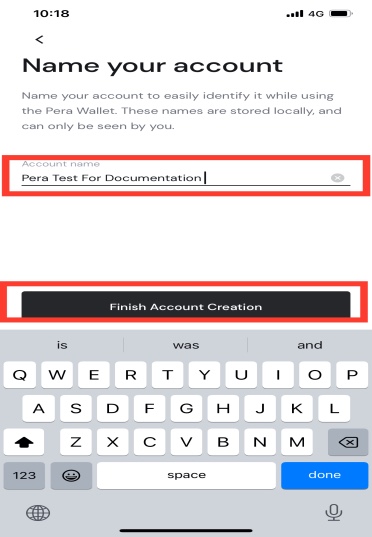 10:18
4G
<
Name your account
Name your account to easily identify it while using
the Pera Wallet. These names are stored locally, and
can only be seen by you.
Account name
Pera Test For Documentation
Finish Account Creation
is was and
Q W E R T Y U I O P
A S D F G H J K L
Z X C V B N M
123 space done